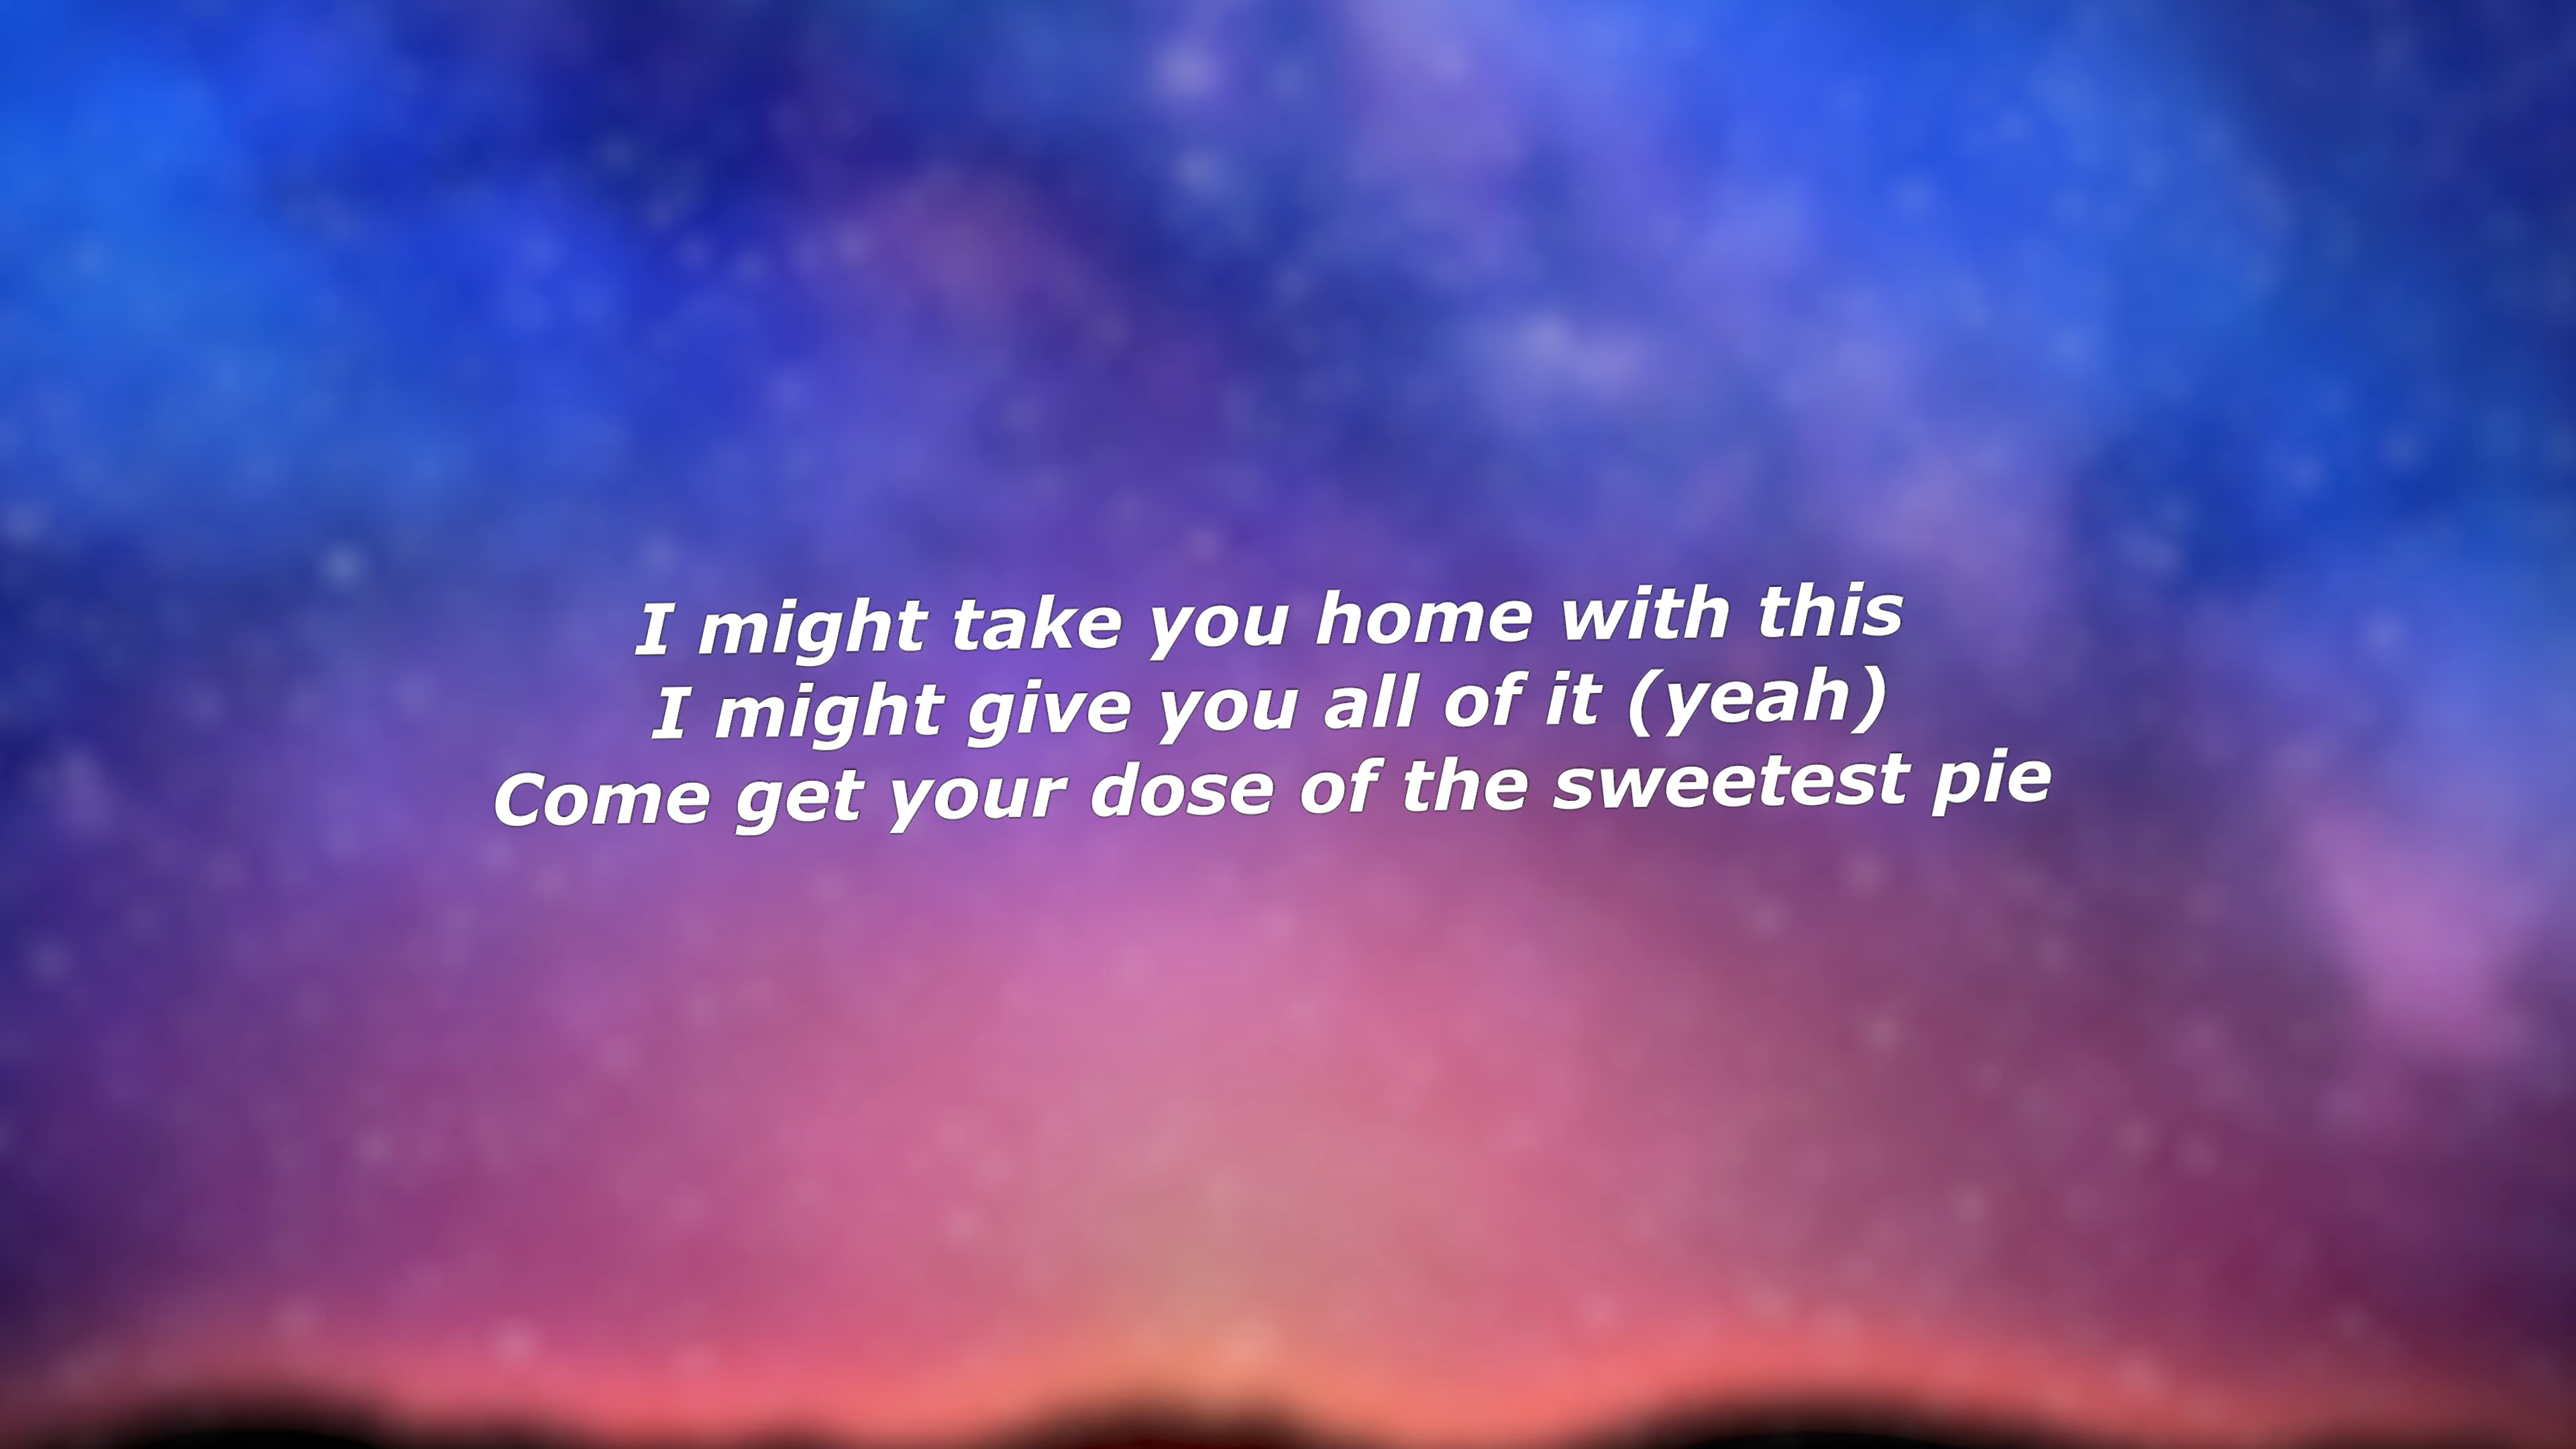 I might take you home with this
I might give you all of it (yeah)
Come get your dose of the sweetest pie